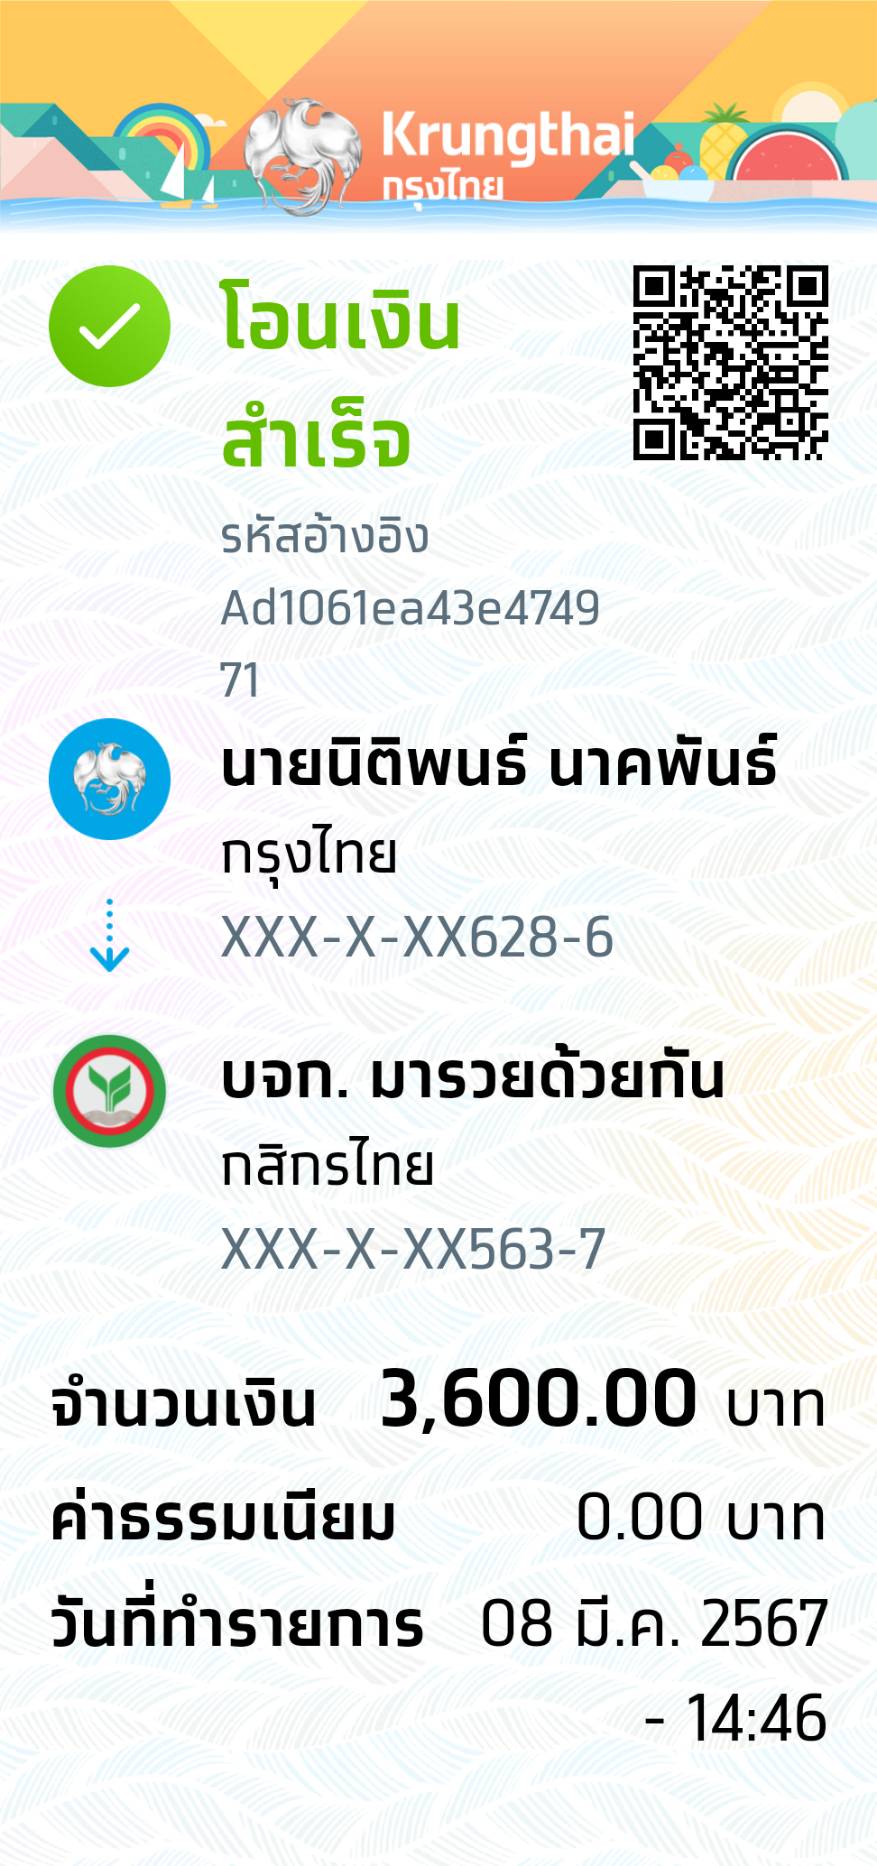 Krungthai
กรุงไทย
โอนเงิน
สำเร็จ
รหัสอ้างอิง
Ad1061ea43e4749
71
นายนิติพนธ์ นาคพันธ์
กรุงไทย
XXX-X-XX628-6
บจก. มารวยด้วยกัน
กสิกรไทย
XXX-X-XX563-7
จำนวนเงิน 3,600.00 บาท
ค่าธรรมเนียม 0.00 บาท
วันที่ทำรายการ 08 มี.ค. 2567
- 14:46